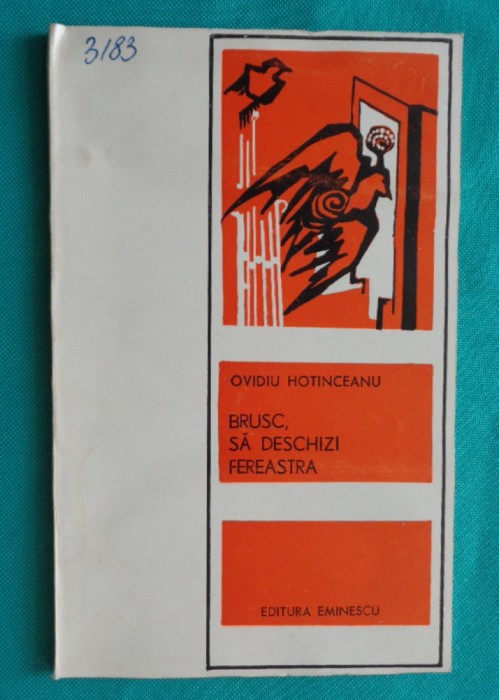 3183
OVIDIU HOTINCEANU
BRUSC,
SĂ DESCHIZI
FEREASTRA
EDITURA EMINESCU